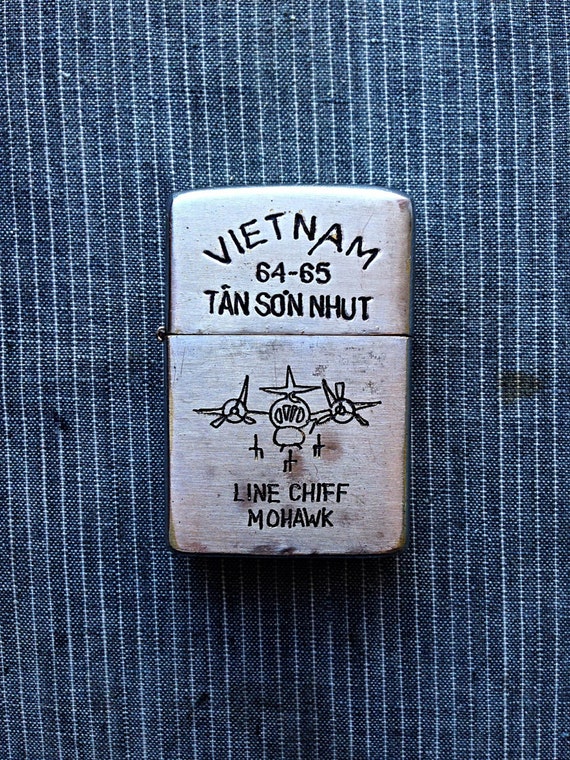 VIETNAM
64-65
TÂN SƠN NHUT
LINE CHIFF
MOHAWK